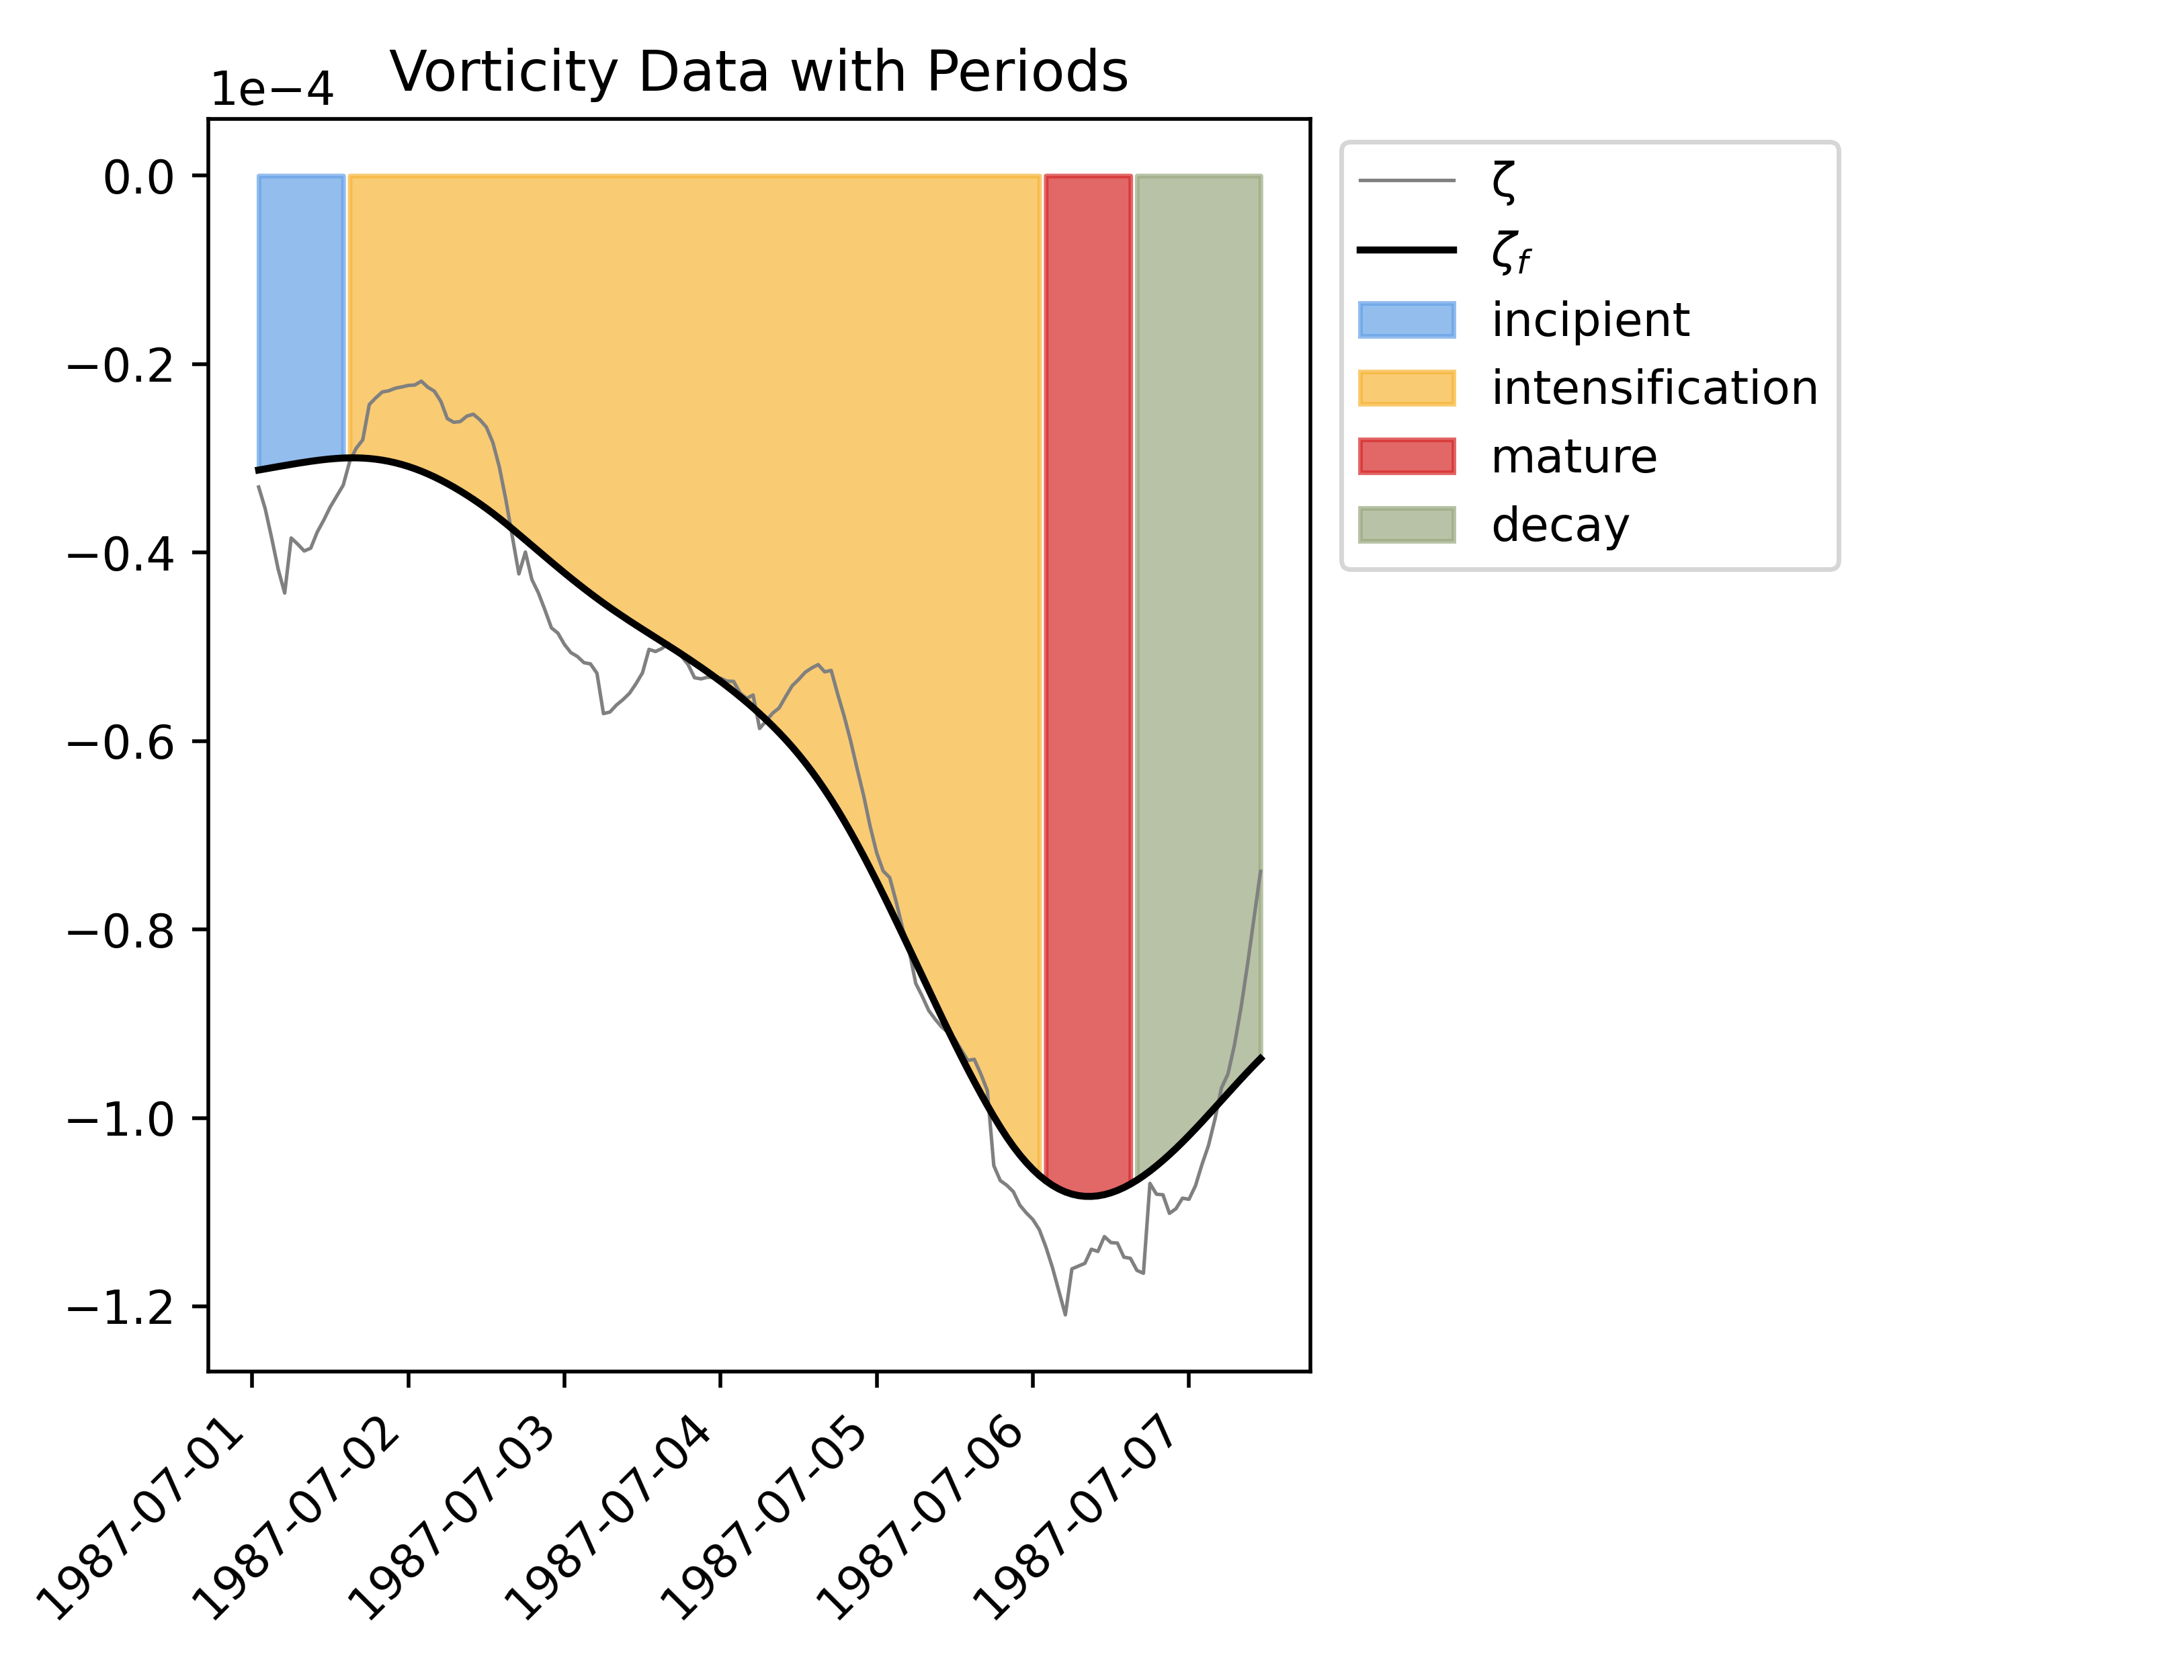 Vorticity Data with Periods
1e−4
0.0
−0.2
−0.4
−0.6
−0.8
−1.0
−1.2
1987-07-01
1987-07-02
1987-07-03
1987-07-04
1987-07-05
1987-07-06
1987-07-07
ζ
ζf
incipient
intensification
mature
decay